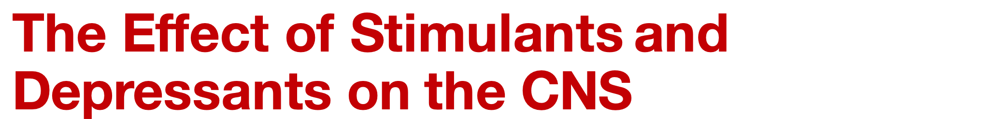 The Effect of Stimulants and
Depressants on the CNS